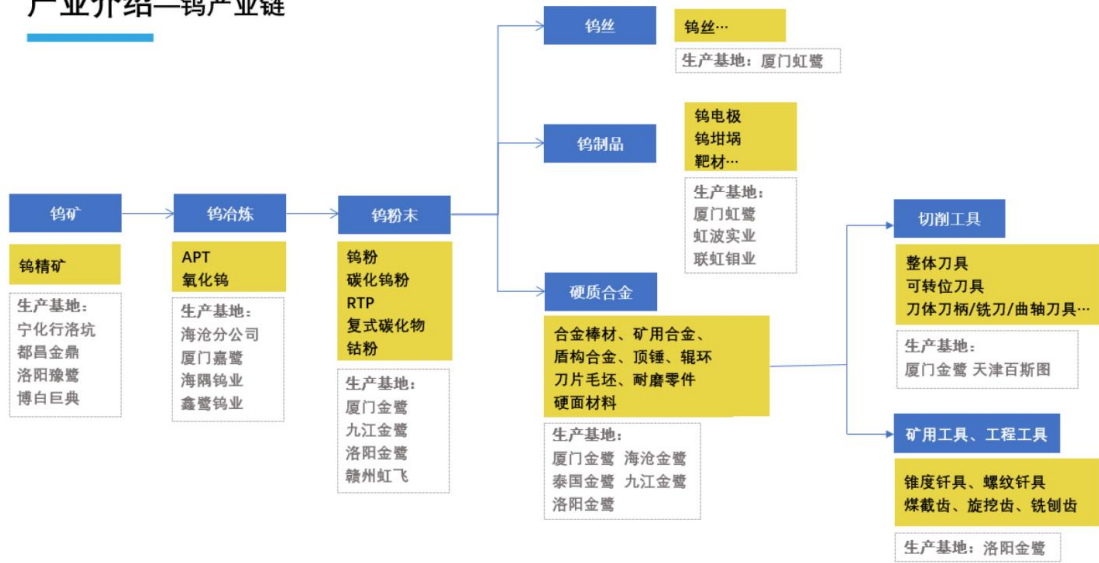 产业介绍—钨产业链
钨丝
钨丝…
生产基地：厦门虹鹭
钨制品
钨电极
钨坩埚
靶材…
生产基地：
厦门虹鹭
虹波实业
联虹钼业
钨矿
钨精矿
生产基地：
宁化行洛坑
都昌金鼎
洛阳豫鹭
博白巨典
钨冶炼
APT
氧化钨
生产基地：
海沧分公司
厦门嘉鹭
海隅钨业
鑫鹭钨业
钨粉末
钨粉
碳化钨粉
RTP
复式碳化物
钴粉
生产基地：
厦门金鹭
九江金鹭
洛阳金鹭
赣州虹飞
硬质合金
合金棒材、矿用合金、
盾构合金、顶锤、辊环
刀片毛坯、耐磨零件
硬面材料
生产基地：
厦门金鹭 海沧金鹭
泰国金鹭 九江金鹭
洛阳金鹭
切削工具
整体刀具
可转位刀具
刀体刀柄/铣刀/曲轴刀具…
生产基地：
厦门金鹭 天津百斯图
矿用工具、工程工具
锥度钎具、螺纹钎具
煤截齿、旋挖齿、铣刨齿
生产基地：洛阳金鹭